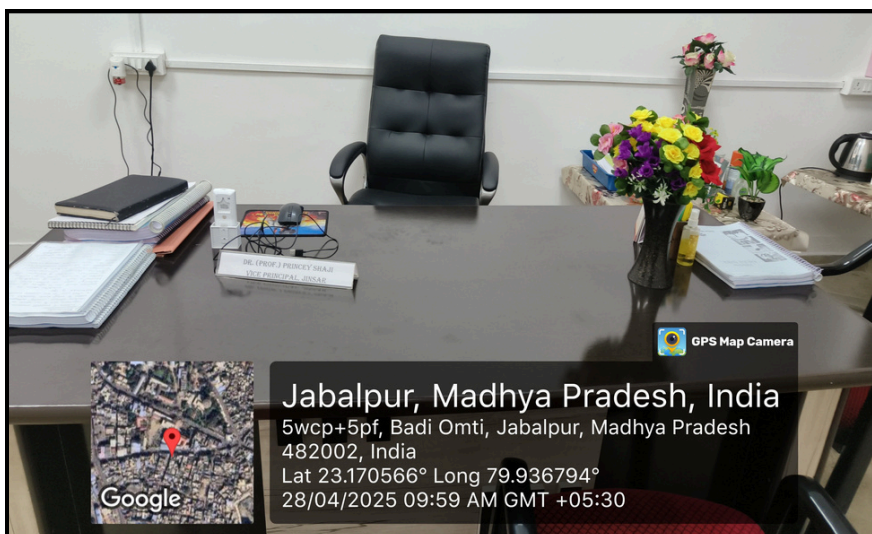 DR. (PROF.) PRINCEY SHAJI
VICE PRINCIPAL, JINSAR
GPS Map Camera
Jabalpur, Madhya Pradesh, India
5wcp+5pf, Badi Omti, Jabalpur, Madhya Pradesh
482002, India
Lat 23.170566° Long 79.936794°
28/04/2025 09:59 AM GMT +05:30
Google